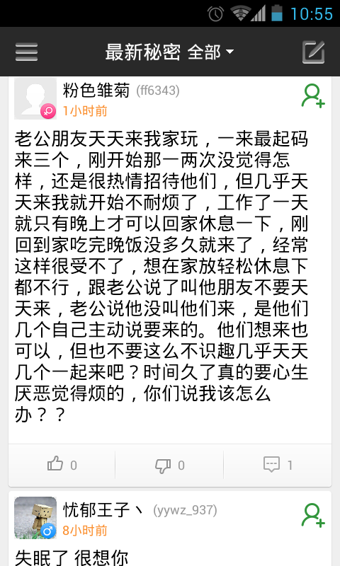 10:55
最新秘密 全部
粉色雏菊 (ff6343)
1小时前
老公朋友天天来我家玩，一来最起码
来三个，刚开始那一两次没觉得怎
样，还是很热情招待他们，但几乎天
天来我就开始不耐烦了，工作了一天
就只有晚上才可以回家休息一下，刚
回到家吃完晚饭没多久就来了，经常
这样很受不了，想在家放轻松休息下
都不行，跟老公说了叫他朋友不要天
天来，老公说他没叫他们来，是他们
几个自己主动说要来的。他们想来也
可以，但也不要这么不识趣几乎天天
几个一起来吧？时间久了真的要心生
厌恶觉得烦的，你们说我该怎么
办？？
0 0 1
忧郁王子丶 (yywz_937)
8小时前
失眠了 很想你